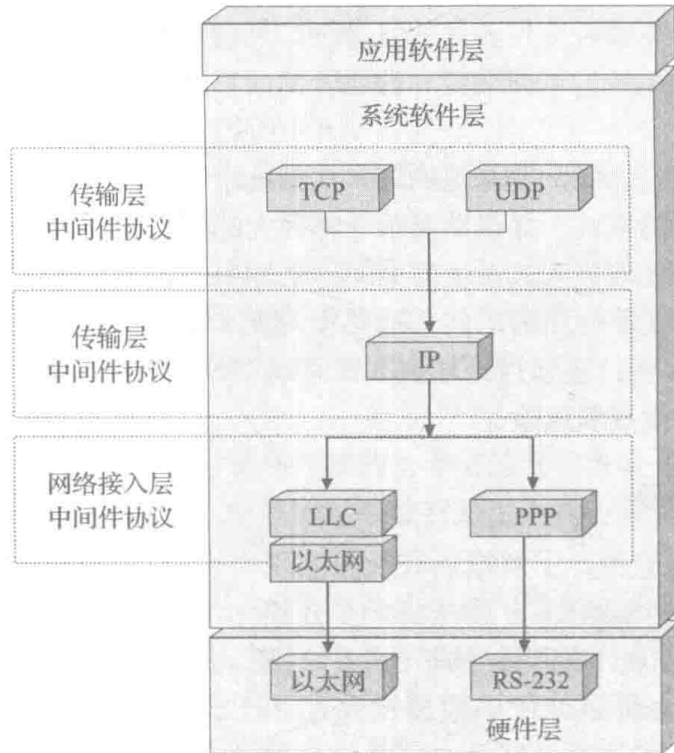 应用软件层
系统软件层
传输层
中间件协议
TCP
UDP
传输层
中间件协议
IP
网络接入层
中间件协议
LLC
PPP
以太网
以太网
RS-232
硬件层